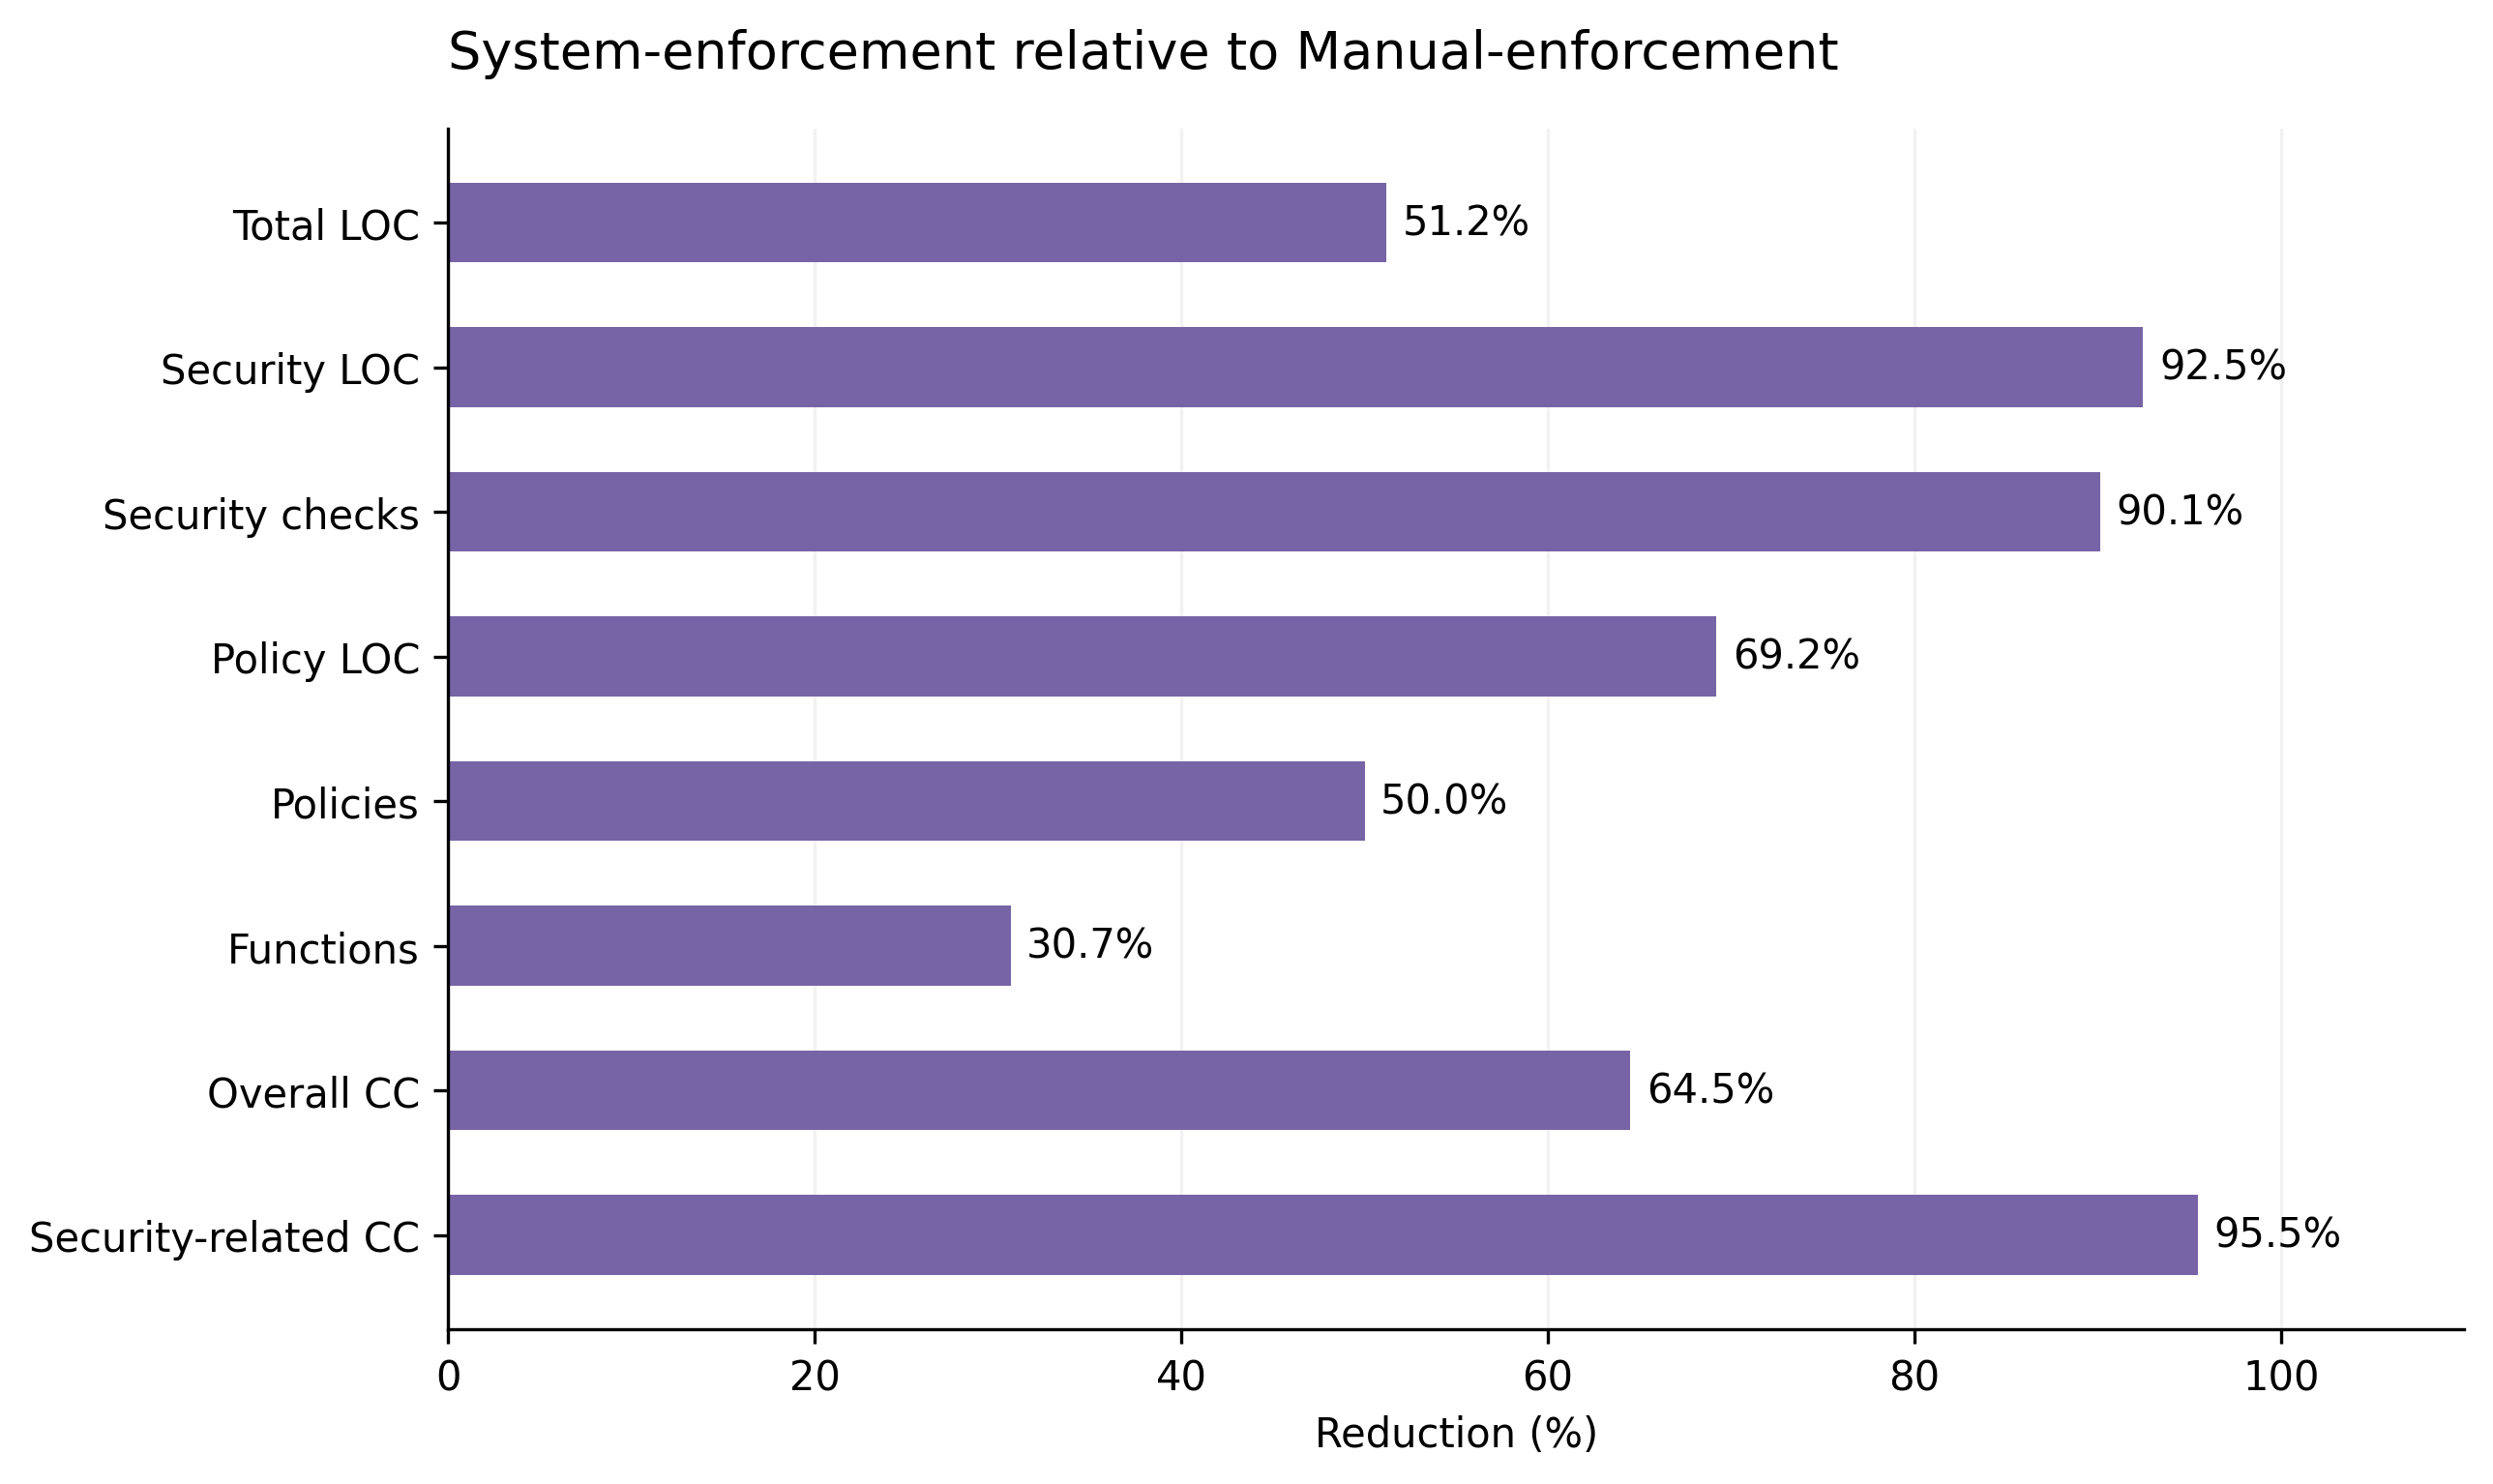 System-enforcement relative to Manual-enforcement
Total LOC 51.2%
Security LOC 92.5%
Security checks 90.1%
Policy LOC 69.2%
Policies 50.0%
Functions 30.7%
Overall CC 64.5%
Security-related CC 95.5%
0 20 40 60 80 100
Reduction (%)